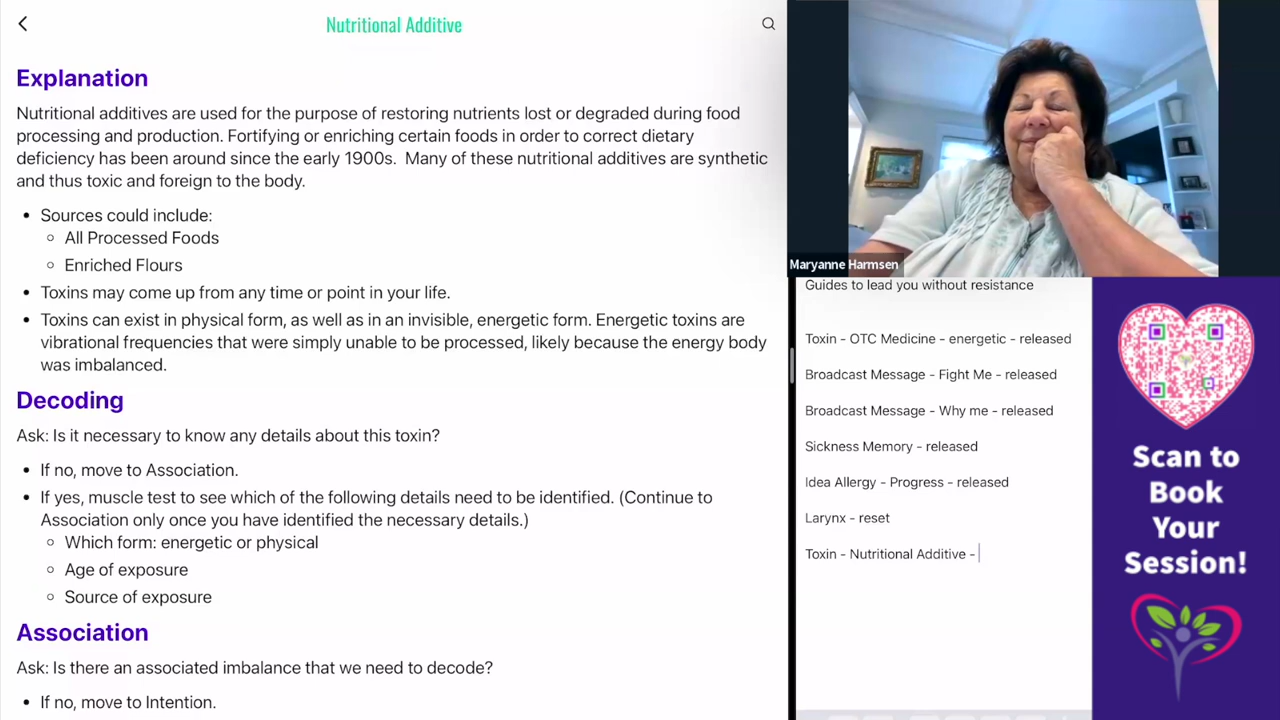 Nutritional Additive
Explanation
Nutritional additives are used for the purpose of restoring nutrients lost or degraded during food
processing and production. Fortifying or enriching certain foods in order to correct dietary
deficiency has been around since the early 1900s. Many of these nutritional additives are synthetic
and thus toxic and foreign to the body.
• Sources could include:
◦ All Processed Foods
◦ Enriched Flours
• Toxins may come up from any time or point in your life.
• Toxins can exist in physical form, as well as in an invisible, energetic form. Energetic toxins are
vibrational frequencies that were simply unable to be processed, likely because the energy body
was imbalanced.
Decoding
Ask: Is it necessary to know any details about this toxin?
• If no, move to Association.
• If yes, muscle test to see which of the following details need to be identified. (Continue to
Association only once you have identified the necessary details.)
◦ Which form: energetic or physical
◦ Age of exposure
◦ Source of exposure
Association
Ask: Is there an associated imbalance that we need to decode?
• If no, move to Intention.
Maryanne Harmsen
Guides to lead you without resistance
Toxin - OTC Medicine - energetic - released
Broadcast Message - Fight Me - released
Broadcast Message - Why me - released
Sickness Memory - released
Idea Allergy - Progress - released
Larynx - reset
Toxin - Nutritional Additive -
Scan to
Book
Your
Session!